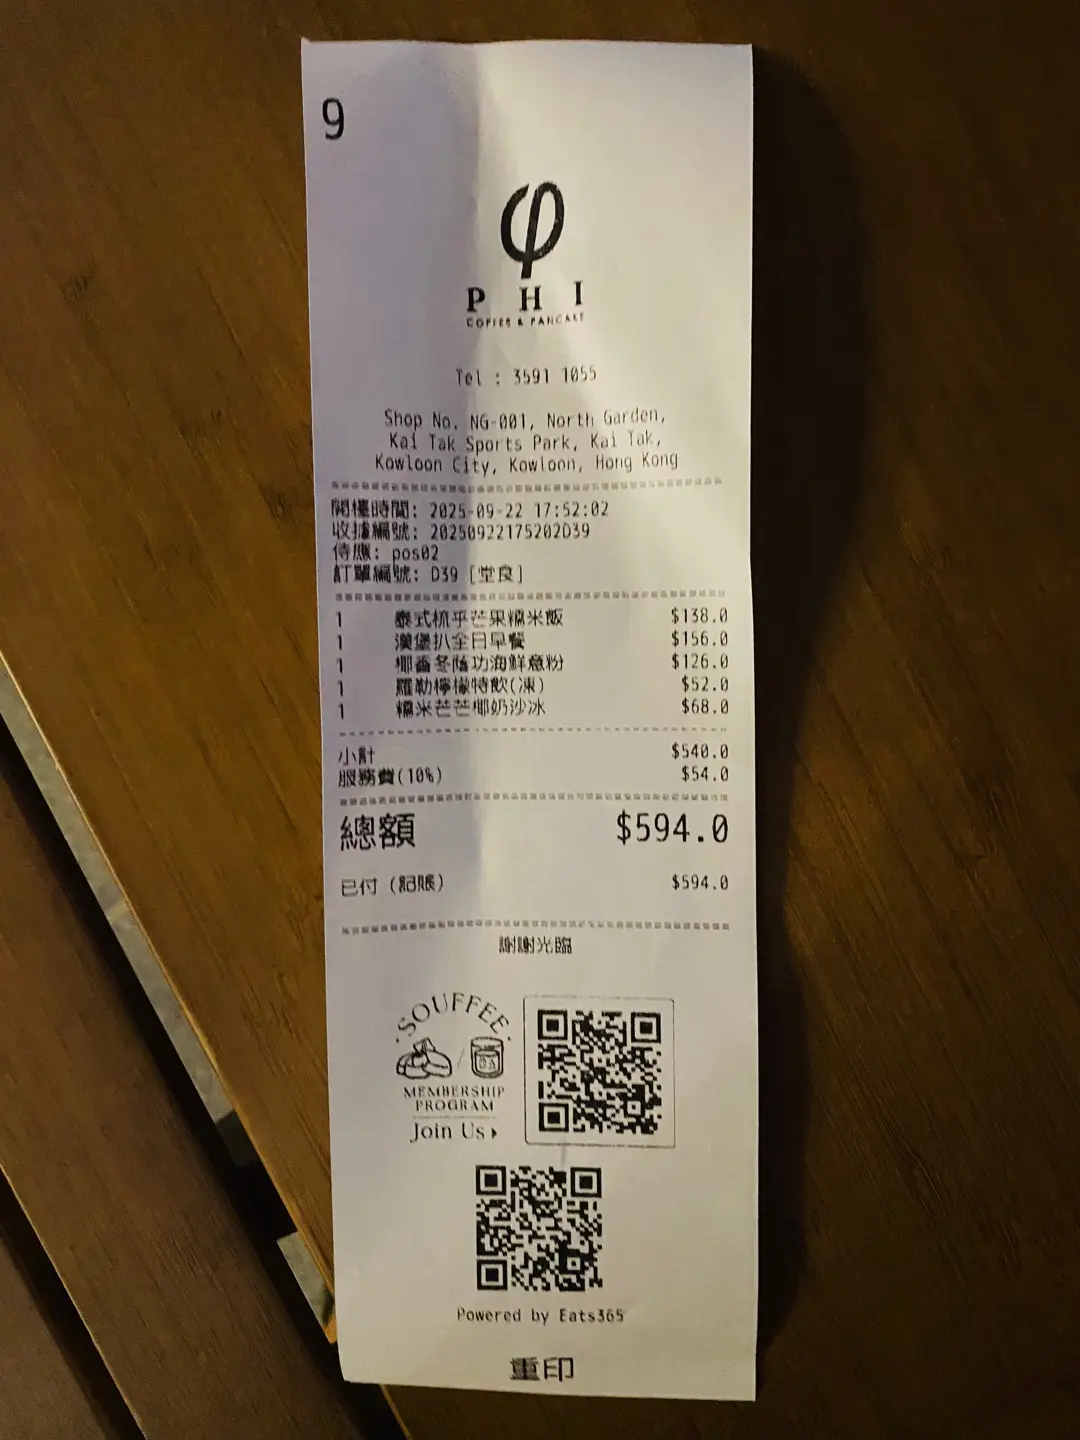 9
φ
PHI
COFFEE & PANCAKE
Tel : 3591 1055
Shop No. NG-001, North Garden,
Kai Tak Sports Park, Kai Tak,
Kowloon City, Kowloon, Hong Kong
開檯時間: 2025-09-22 17:52:02
收據編號: 20250922175202D39
侍應: pos02
訂單編號: D39 [堂食]
1 泰式梳乎芒果糯米飯 $138.0
1 漢堡扒全日早餐 $156.0
1 椰香冬蔭功海鮮意粉 $126.0
1 羅勒檸檬特飲(凍) $52.0
1 糯米芒芒椰奶沙冰 $68.0
小計 $540.0
服務費(10%) $54.0
總額 $594.0
已付 (記賬) $594.0
謝謝光臨
SOUFFEE
MEMBERSHIP
PROGRAM
Join Us
Powered by Eats365
重印